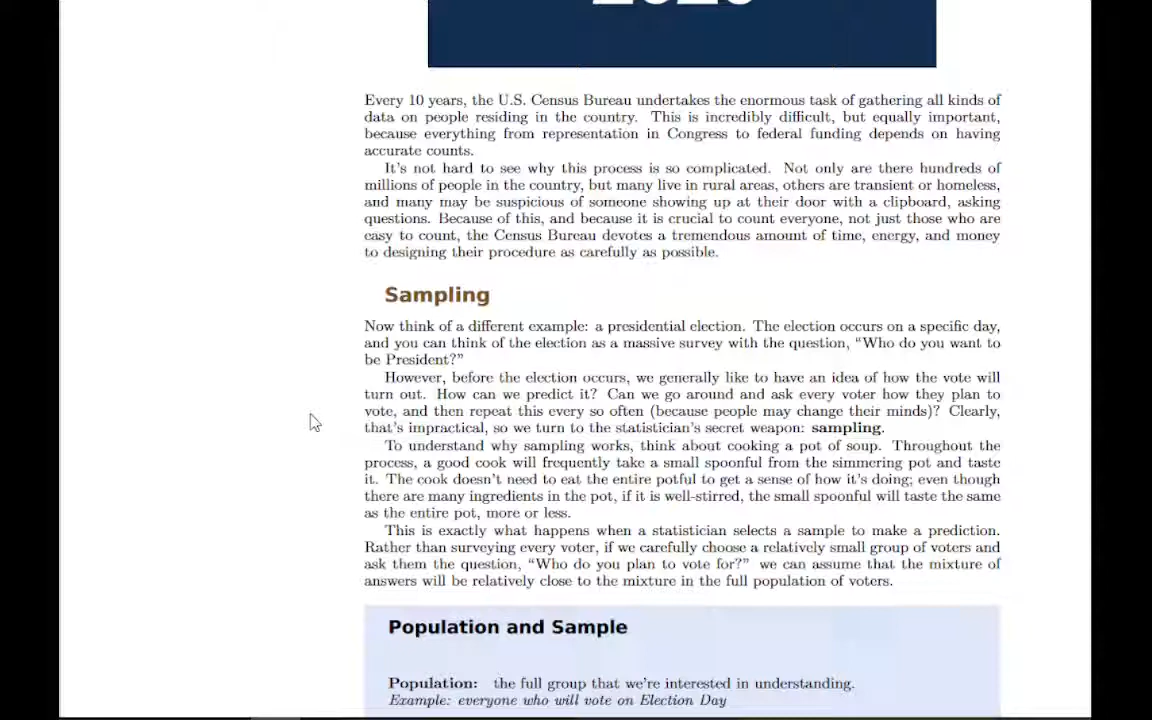 Every 10 years, the U.S. Census Bureau undertakes the enormous task of gathering all kinds of
data on people residing in the country. This is incredibly difficult, but equally important,
because everything from representation in Congress to federal funding depends on having
accurate counts.
It's not hard to see why this process is so complicated. Not only are there hundreds of
millions of people in the country, but many live in rural areas, others are transient or homeless,
and many may be suspicious of someone showing up at their door with a clipboard, asking
questions. Because of this, and because it is crucial to count everyone, not just those who are
easy to count, the Census Bureau devotes a tremendous amount of time, energy, and money
to designing their procedure as carefully as possible.
Sampling
Now think of a different example: a presidential election. The election occurs on a specific day,
and you can think of the election as a massive survey with the question, “Who do you want to
be President?”
However, before the election occurs, we generally like to have an idea of how the vote will
turn out. How can we predict it? Can we go around and ask every voter how they plan to
vote, and then repeat this every so often (because people may change their minds)? Clearly,
that's impractical, so we turn to the statistician's secret weapon: sampling.
To understand why sampling works, think about cooking a pot of soup. Throughout the
process, a good cook will frequently take a small spoonful from the simmering pot and taste
it. The cook doesn't need to eat the entire potful to get a sense of how it's doing; even though
there are many ingredients in the pot, if it is well-stirred, the small spoonful will taste the same
as the entire pot, more or less.
This is exactly what happens when a statistician selects a sample to make a prediction.
Rather than surveying every voter, if we carefully choose a relatively small group of voters and
ask them the question, “Who do you plan to vote for?” we can assume that the mixture of
answers will be relatively close to the mixture in the full population of voters.
Population and Sample
Population: the full group that we're interested in understanding.
Example: everyone who will vote on Election Day